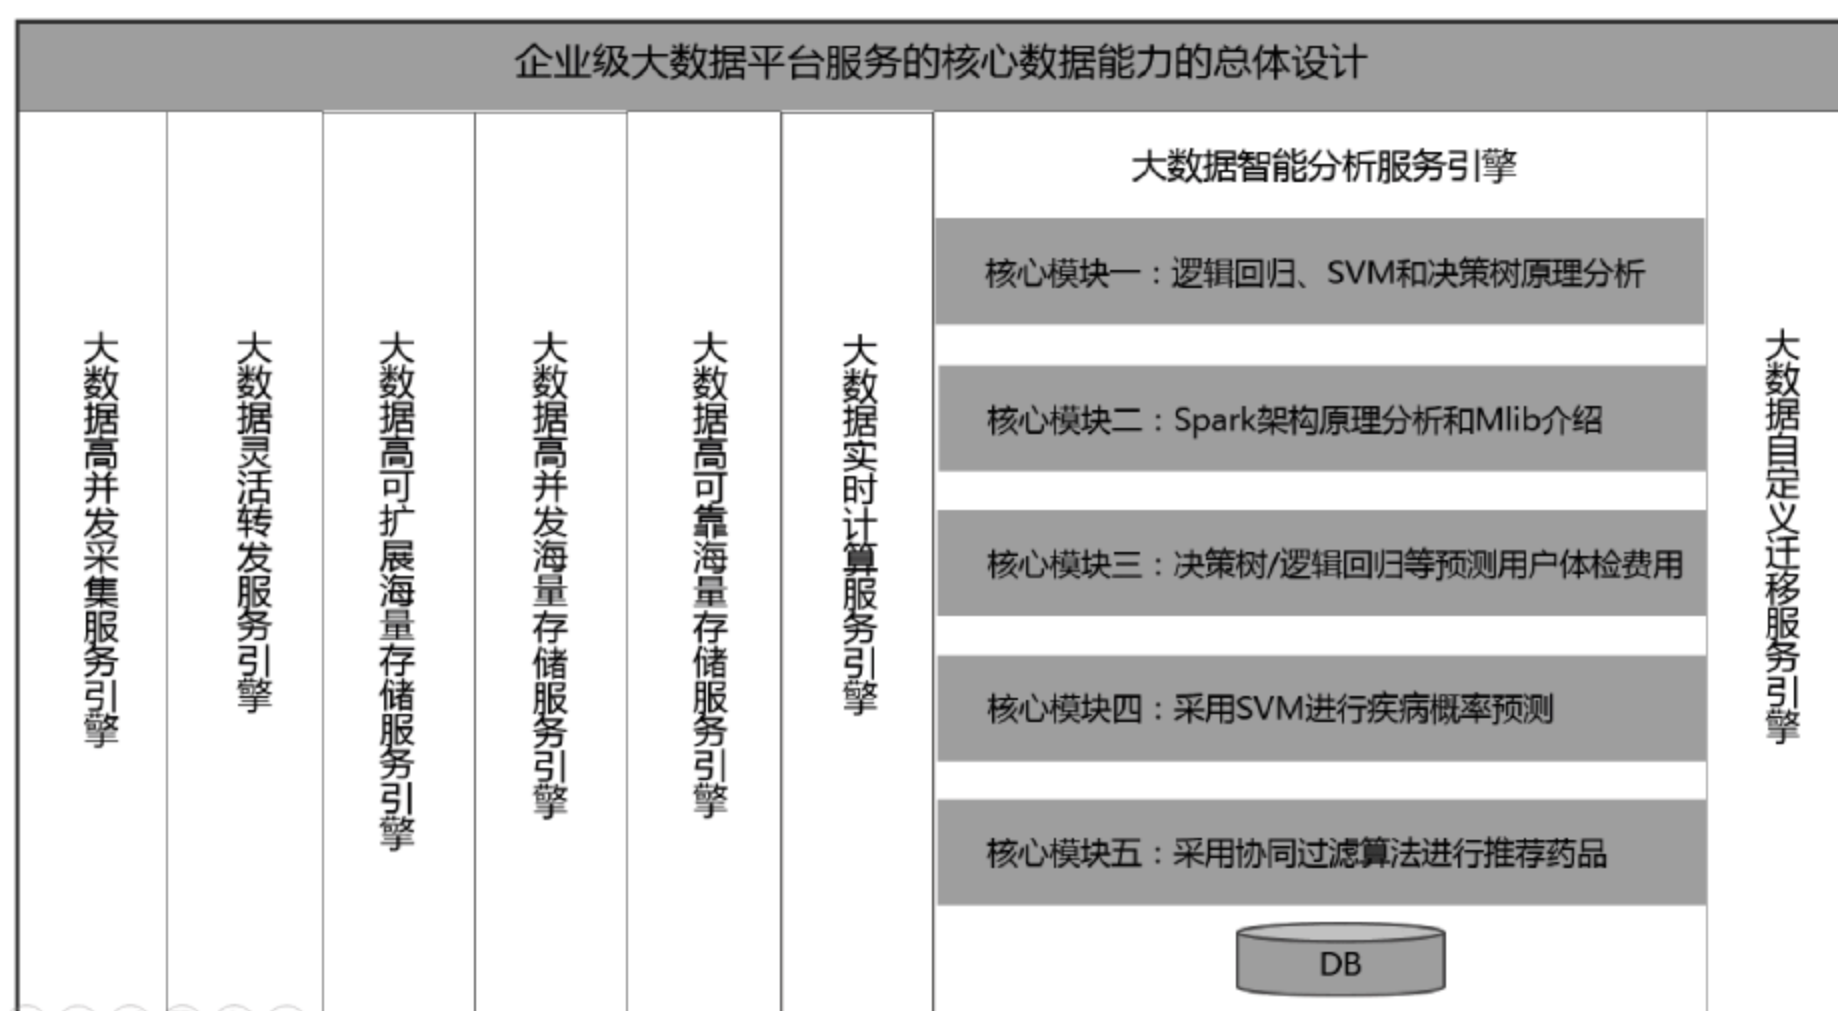 企业级大数据平台服务的核心数据能力的总体设计
大数据高并发采集服务引擎
大数据灵活转发服务引擎
大数据高可扩展海量存储服务引擎
大数据高并发海量存储服务引擎
大数据高可靠海量存储服务引擎
大数据实时计算服务引擎
大数据智能分析服务引擎
核心模块一：逻辑回归、SVM和决策树原理分析
核心模块二：Spark架构原理分析和Mlib介绍
核心模块三：决策树/逻辑回归等预测用户体检费用
核心模块四：采用SVM进行疾病概率预测
核心模块五：采用协同过滤算法进行推荐药品
DB
大数据自定义迁移服务引擎